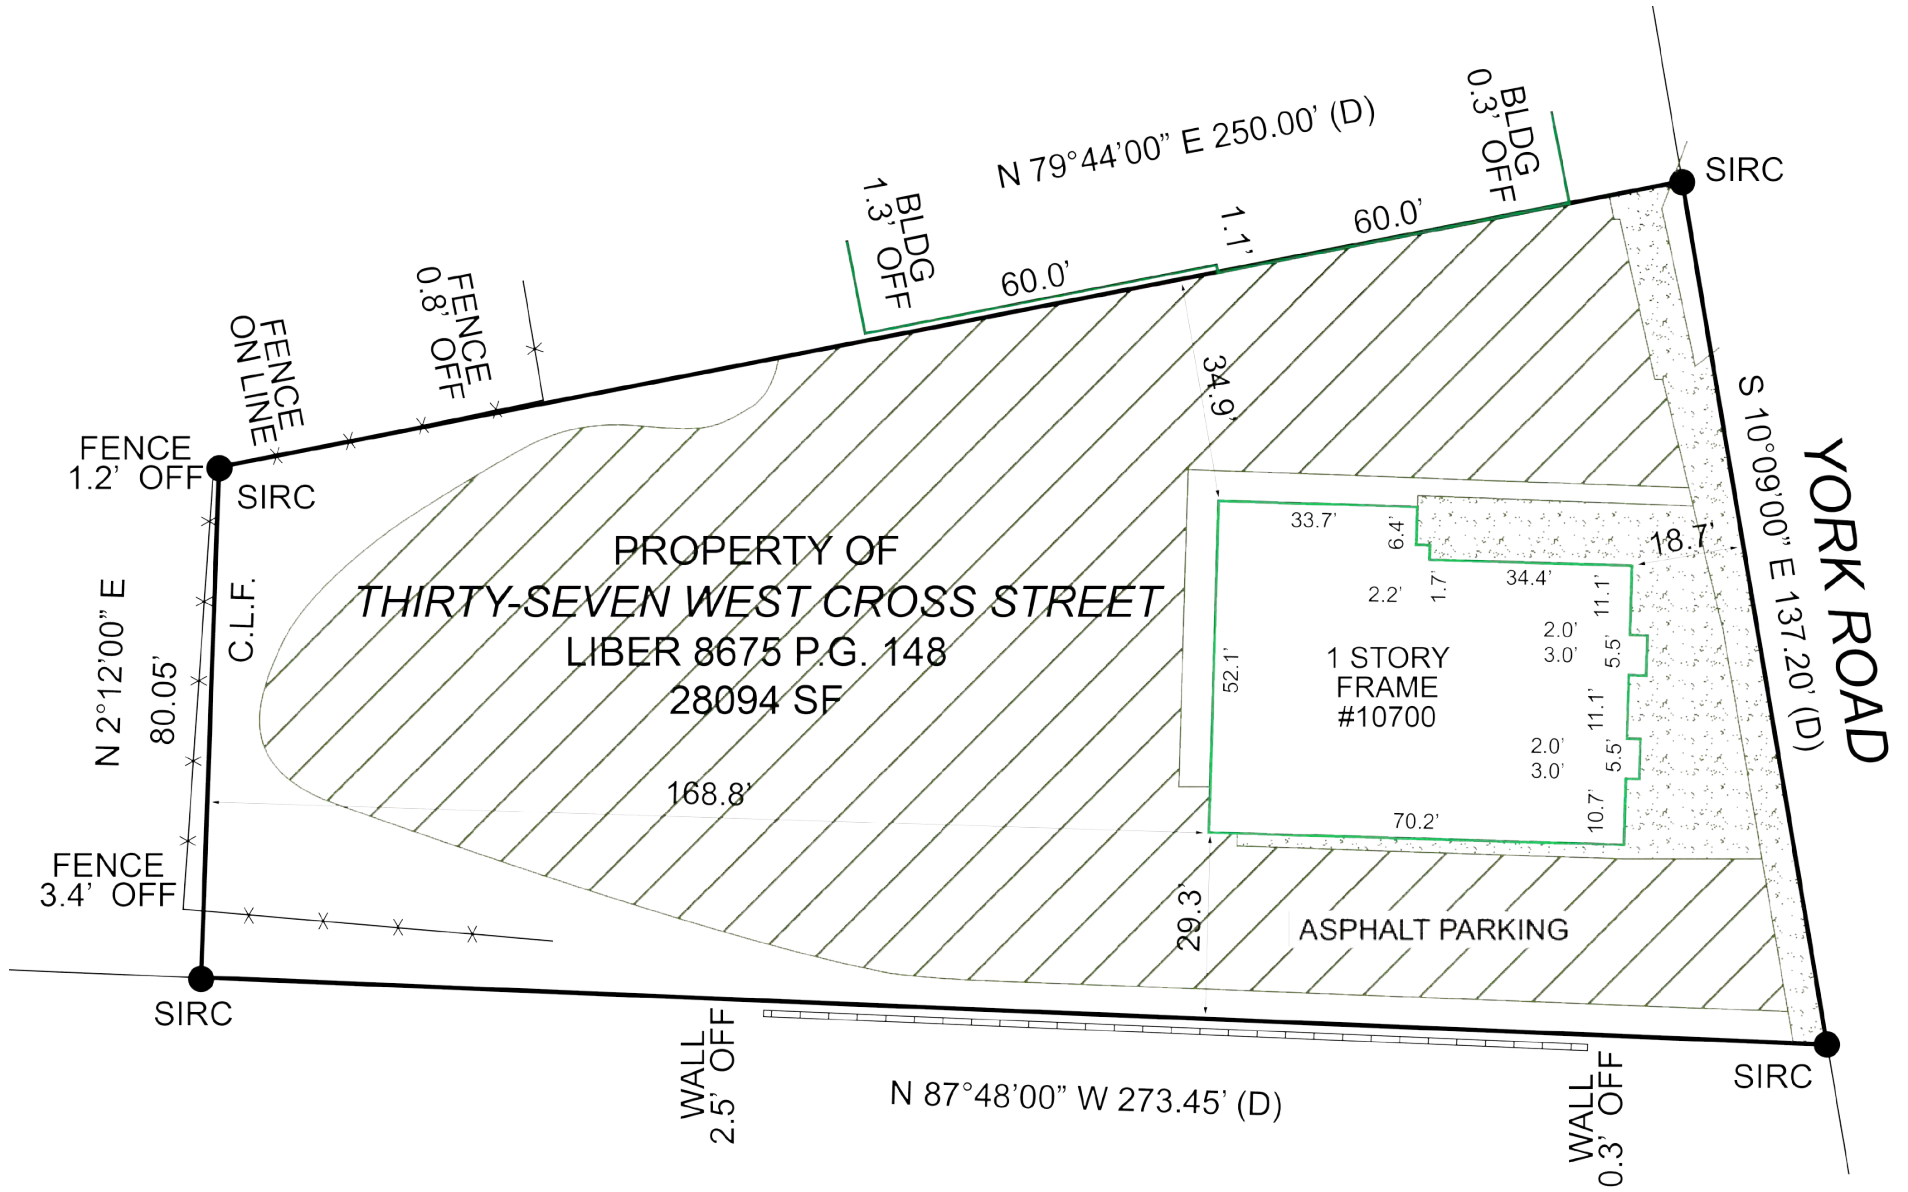 N 79°44’00” E 250.00’ (D)
BLDG
0.3’ OFF
SIRC
BLDG
1.3’ OFF
60.0’
1.1’
60.0’
FENCE
0.8’ OFF
FENCE
ON LINE
FENCE
1.2’ OFF
SIRC
34.9’
S 10°09’00” E 137.20’ (D)
YORK ROAD
18.7’
33.7’
6.4’
2.2’
1.7’
34.4’
11.1’
2.0’
3.0’
5.5’
11.1’
2.0’
3.0’
5.5’
10.7’
70.2’
52.1’
1 STORY
FRAME
#10700
PROPERTY OF
THIRTY-SEVEN WEST CROSS STREET
LIBER 8675 P.G. 148
28094 SF
N 2°12’00” E
80.05’
C.L.F.
168.8’
FENCE
3.4’ OFF
29.3’
ASPHALT PARKING
SIRC
WALL
2.5’ OFF
N 87°48’00” W 273.45’ (D)
WALL
0.3’ OFF
SIRC